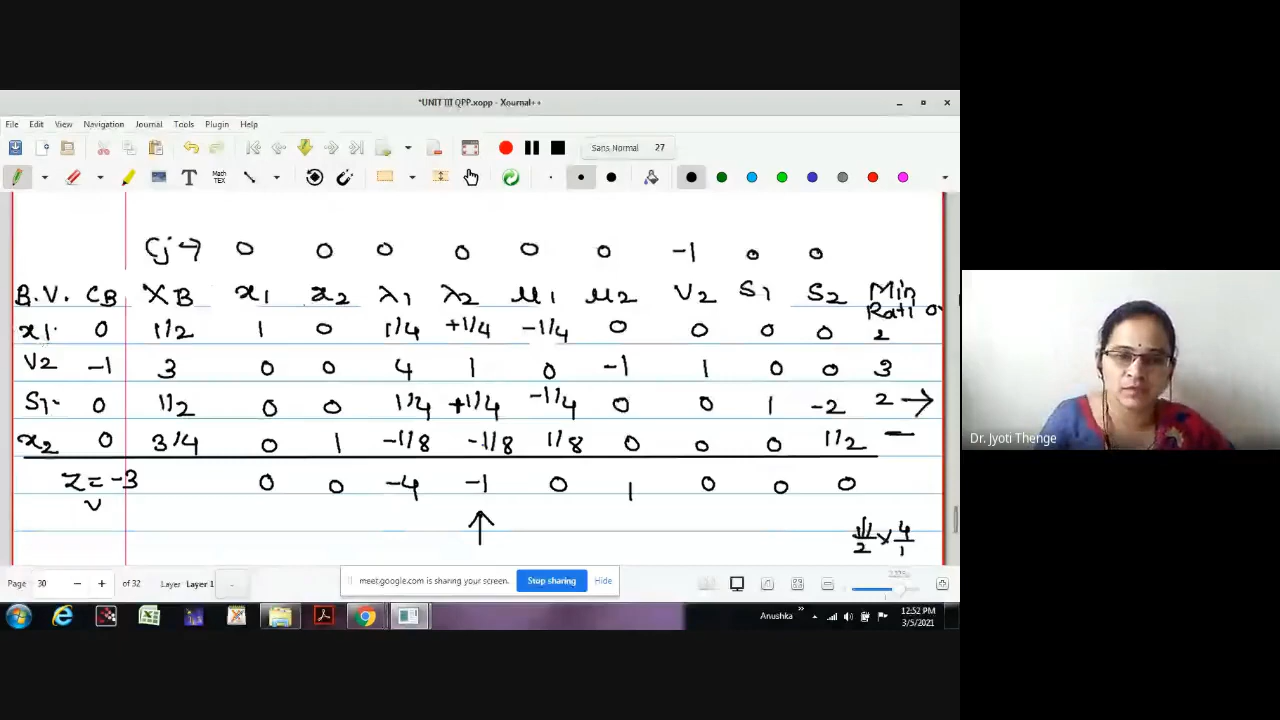 *UNIT III QPP.xopp - Xournal++
File Edit View Navigation Journal Tools Plugin Help
Sans Normal 27
Cj → 0 0 0 0 0 0 -1 0 0
B.V. CB XB x1 x2 λ1 λ2 μ1 μ2 V2 S1 S2 Min Ratio
x1 0 1/2 1 0 1/4 +1/4 -1/4 0 0 0 0 2
V2 -1 3 0 0 4 1 0 -1 1 0 0 3
S1 0 1/2 0 0 1/4 +1/4 -1/4 0 0 1 -2 2 →
x2 0 3/4 0 1 -1/8 -1/8 1/8 0 0 0 1/2 —
Z = -3 0 0 -4 -1 0 1 0 0 0
↑
1/2 × 4/1
Dr. Jyoti Thenge
Page 30 of 32 Layer Layer 1
meet.google.com is sharing your screen. Stop sharing Hide
Anushka 12:52 PM
3/5/2021